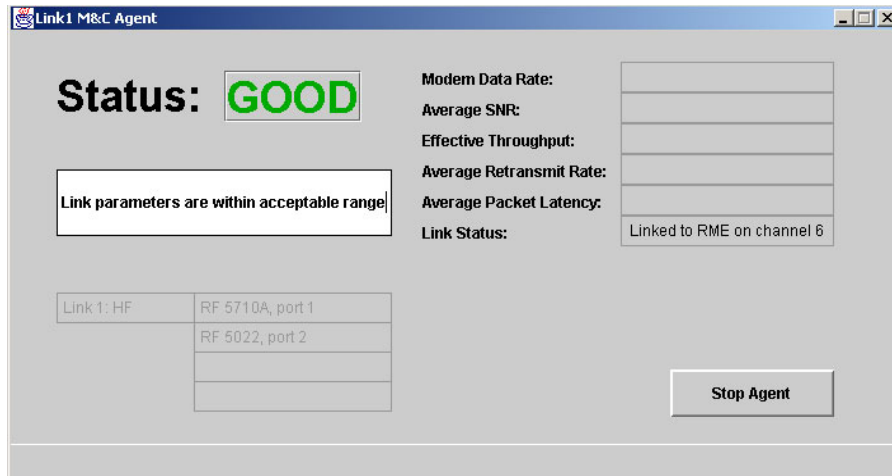 Link1 M&C Agent
Status: GOOD
Link parameters are within acceptable range
Link 1: HF RF 5710A, port 1
RF 5022, port 2
Modem Data Rate:
Average SNR:
Effective Throughput:
Average Retransmit Rate:
Average Packet Latency:
Link Status: Linked to RME on channel 6
Stop Agent